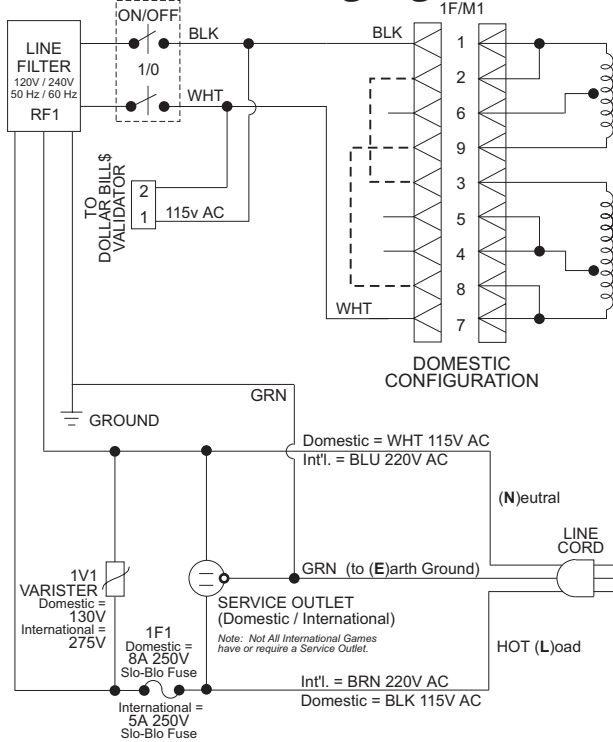 1F/M1
ON/OFF
BLK
BLK
LINE
FILTER
120V / 240V
50 Hz / 60 Hz
RF1
1/0
WHT
1
2
6
9
3
5
4
8
7
TO
DOLLAR BILL$
VALIDATOR
2
1
115v AC
WHT
DOMESTIC
CONFIGURATION
GRN
GROUND
Domestic = WHT 115V AC
Int'l. = BLU 220V AC
(N)eutral
LINE
CORD
GRN (to (E)arth Ground)
1V1
VARISTER
Domestic =
130V
International =
275V
SERVICE OUTLET
(Domestic / International)
Note: Not All International Games
have or require a Service Outlet.
1F1
Domestic =
8A 250V
Slo-Blo Fuse
HOT (L)oad
Int'l. = BRN 220V AC
Domestic = BLK 115V AC
International =
5A 250V
Slo-Blo Fuse